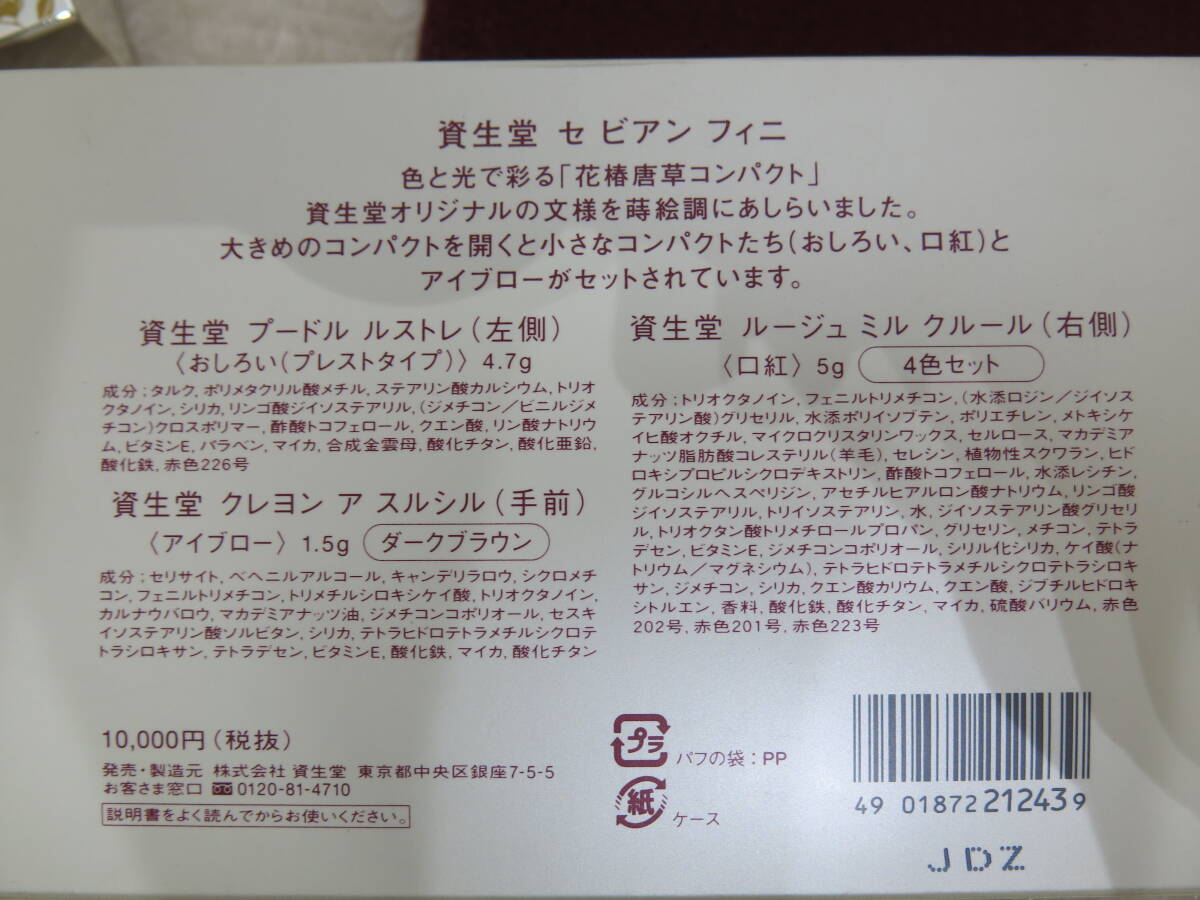 資生堂 セ ビアン フィニ
色と光で彩る「花椿唐草コンパクト」
資生堂オリジナルの文様を蒔絵調にあしらいました。
大きめのコンパクトを開くと小さなコンパクトたち(おしろい、口紅)と
アイブローがセットされています。
資生堂 プードル ルストレ(左側)
〈おしろい(プレストタイプ)〉4.7g
成分;タルク,ポリメタクリル酸メチル,ステアリン酸カルシウム,トリオ
クタノイン,シリカ,リンゴ酸ジイソステアリル,(ジメチコン/ビニルジメ
チコン)クロスポリマー,酢酸トコフェロール,クエン酸,リン酸ナトリウ
ム,ビタミンE,パラベン,マイカ,合成金雲母,酸化チタン,酸化亜鉛,
酸化鉄,赤色226号
資生堂 クレヨン ア スルシル(手前)
〈アイブロー〉1.5g ダークブラウン
成分;セリサイト,ベヘニルアルコール,キャンデリラロウ,シクロメチ
コン,フェニルトリメチコン,トリメチルシロキシケイ酸,トリオクタノイン,
カルナウバロウ,マカデミアナッツ油,ジメチコンコポリオール,セスキ
イソステアリン酸ソルビタン,シリカ,テトラヒドロテトラメチルシクロテ
トラシロキサン,テトラデセン,ビタミンE,酸化鉄,マイカ,酸化チタン
資生堂 ルージュ ミル クルール(右側)
〈口紅〉5g 4色セット
成分;トリオクタノイン,フェニルトリメチコン,(水添ロジン/ジイソス
テアリン酸)グリセリル,水添ポリイソブテン,ポリエチレン,メトキシケ
イヒ酸オクチル,マイクロクリスタリンワックス,セルロース,マカデミア
ナッツ脂肪酸コレステリル(羊毛),セレシン,植物性スクワラン,ヒド
ロキシプロピルシクロデキストリン,酢酸トコフェロール,水添レシチン,
グルコシルヘスペリジン,アセチルヒアルロン酸ナトリウム,リンゴ酸
ジイソステアリル,トリイソステアリン,水,ジイソステアリン酸グリセリ
ル,トリオクタン酸トリメチロールプロパン,グリセリン,メチコン,テトラ
デセン,ビタミンE,ジメチコンコポリオール,シリル化シリカ,ケイ酸(ナ
トリウム/マグネシウム),テトラヒドロテトラメチルシクロテトラシロキ
サン,ジメチコン,シリカ,クエン酸カリウム,クエン酸,ジブチルヒドロキ
シトルエン,香料,酸化鉄,酸化チタン,マイカ,硫酸バリウム,赤色
202号,赤色201号,赤色223号
10,000円(税抜)
発売・製造元 株式会社 資生堂 東京都中央区銀座7-5-5
お客さま窓口 0120-81-4710
説明書をよく読んでからお使いください。
プラ パフの袋:PP
紙 ケース
49 01872 21243 9
JDZ